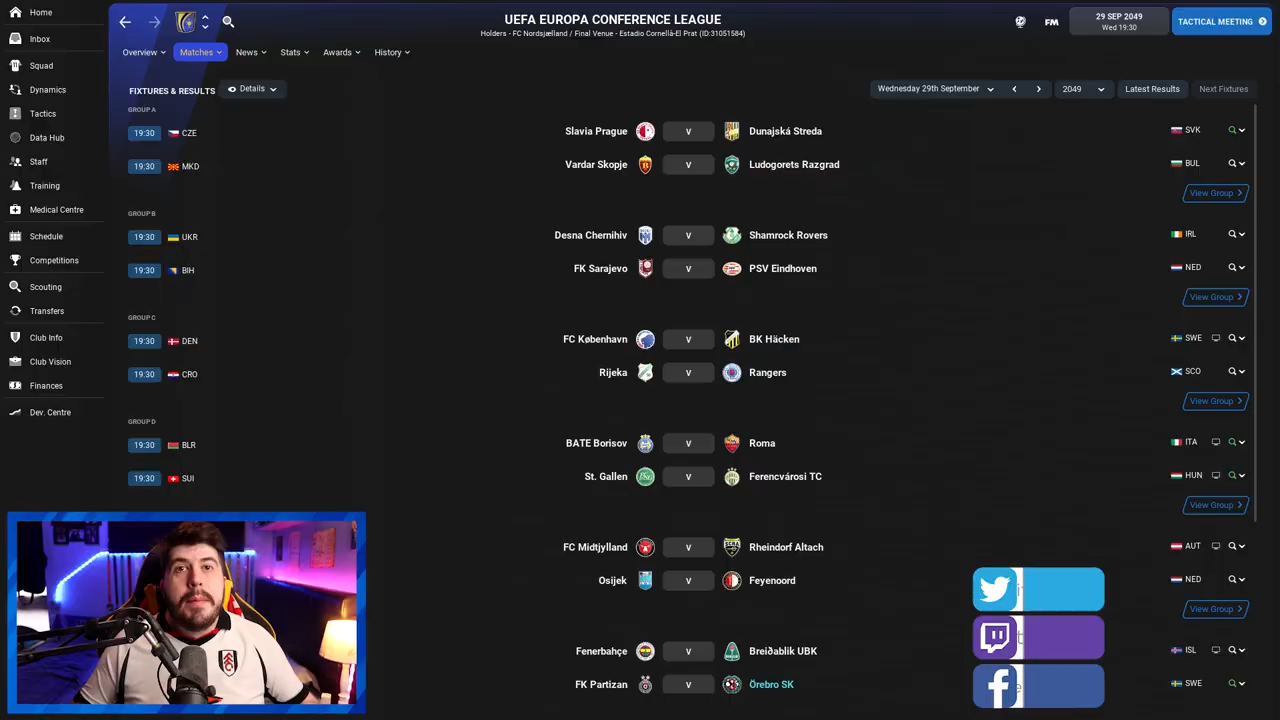 Home
Inbox
Squad
Dynamics
Tactics
Data Hub
Staff
Training
Medical Centre
Schedule
Competitions
Scouting
Transfers
Club Info
Club Vision
Finances
Dev. Centre
UEFA EUROPA CONFERENCE LEAGUE
Holders - FC Nordsjælland / Final Venue - Estadio Cornellà-El Prat (ID:31051584)
FM
29 SEP 2049
Wed 19:30
TACTICAL MEETING
Overview Matches News Stats Awards History
FIXTURES & RESULTS Details Wednesday 29th September 2049 Latest Results Next Fixtures
GROUP A
19:30 CZE Slavia Prague v Dunajská Streda SVK
19:30 MKD Vardar Skopje v Ludogorets Razgrad BUL
View Group
GROUP B
19:30 UKR Desna Chernihiv v Shamrock Rovers IRL
19:30 BIH FK Sarajevo v PSV Eindhoven NED
View Group
GROUP C
19:30 DEN FC København v BK Häcken SWE
19:30 CRO Rijeka v Rangers SCO
View Group
GROUP D
19:30 BLR BATE Borisov v Roma ITA
19:30 SUI St. Gallen v Ferencvárosi TC HUN
View Group
FC Midtjylland v Rheindorf Altach AUT
Osijek v Feyenoord NED
View Group
Fenerbahçe v Breiðablik UBK ISL
FK Partizan v Örebro SK SWE